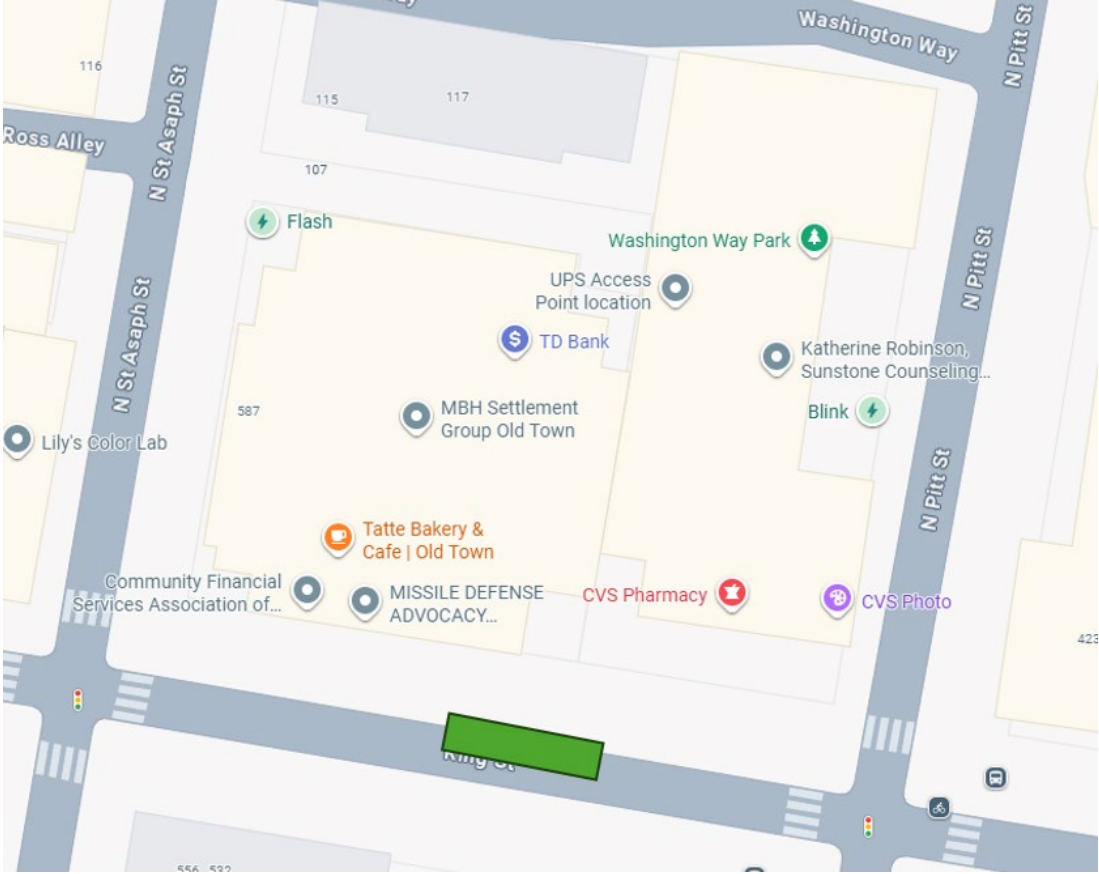 Washington Way
N Pitt St
116
N St Asaph St
115
117
Ross Alley
107
Flash
Washington Way Park
N Pitt St
UPS Access
Point location
TD Bank
N St Asaph St
Katherine Robinson,
Sunstone Counseling...
Blink
587
MBH Settlement
Group Old Town
Lily's Color Lab
N Pitt St
Tatte Bakery &
Cafe | Old Town
Community Financial
Services Association of...
MISSILE DEFENSE
ADVOCACY...
CVS Pharmacy
CVS Photo
423
King St
556
532